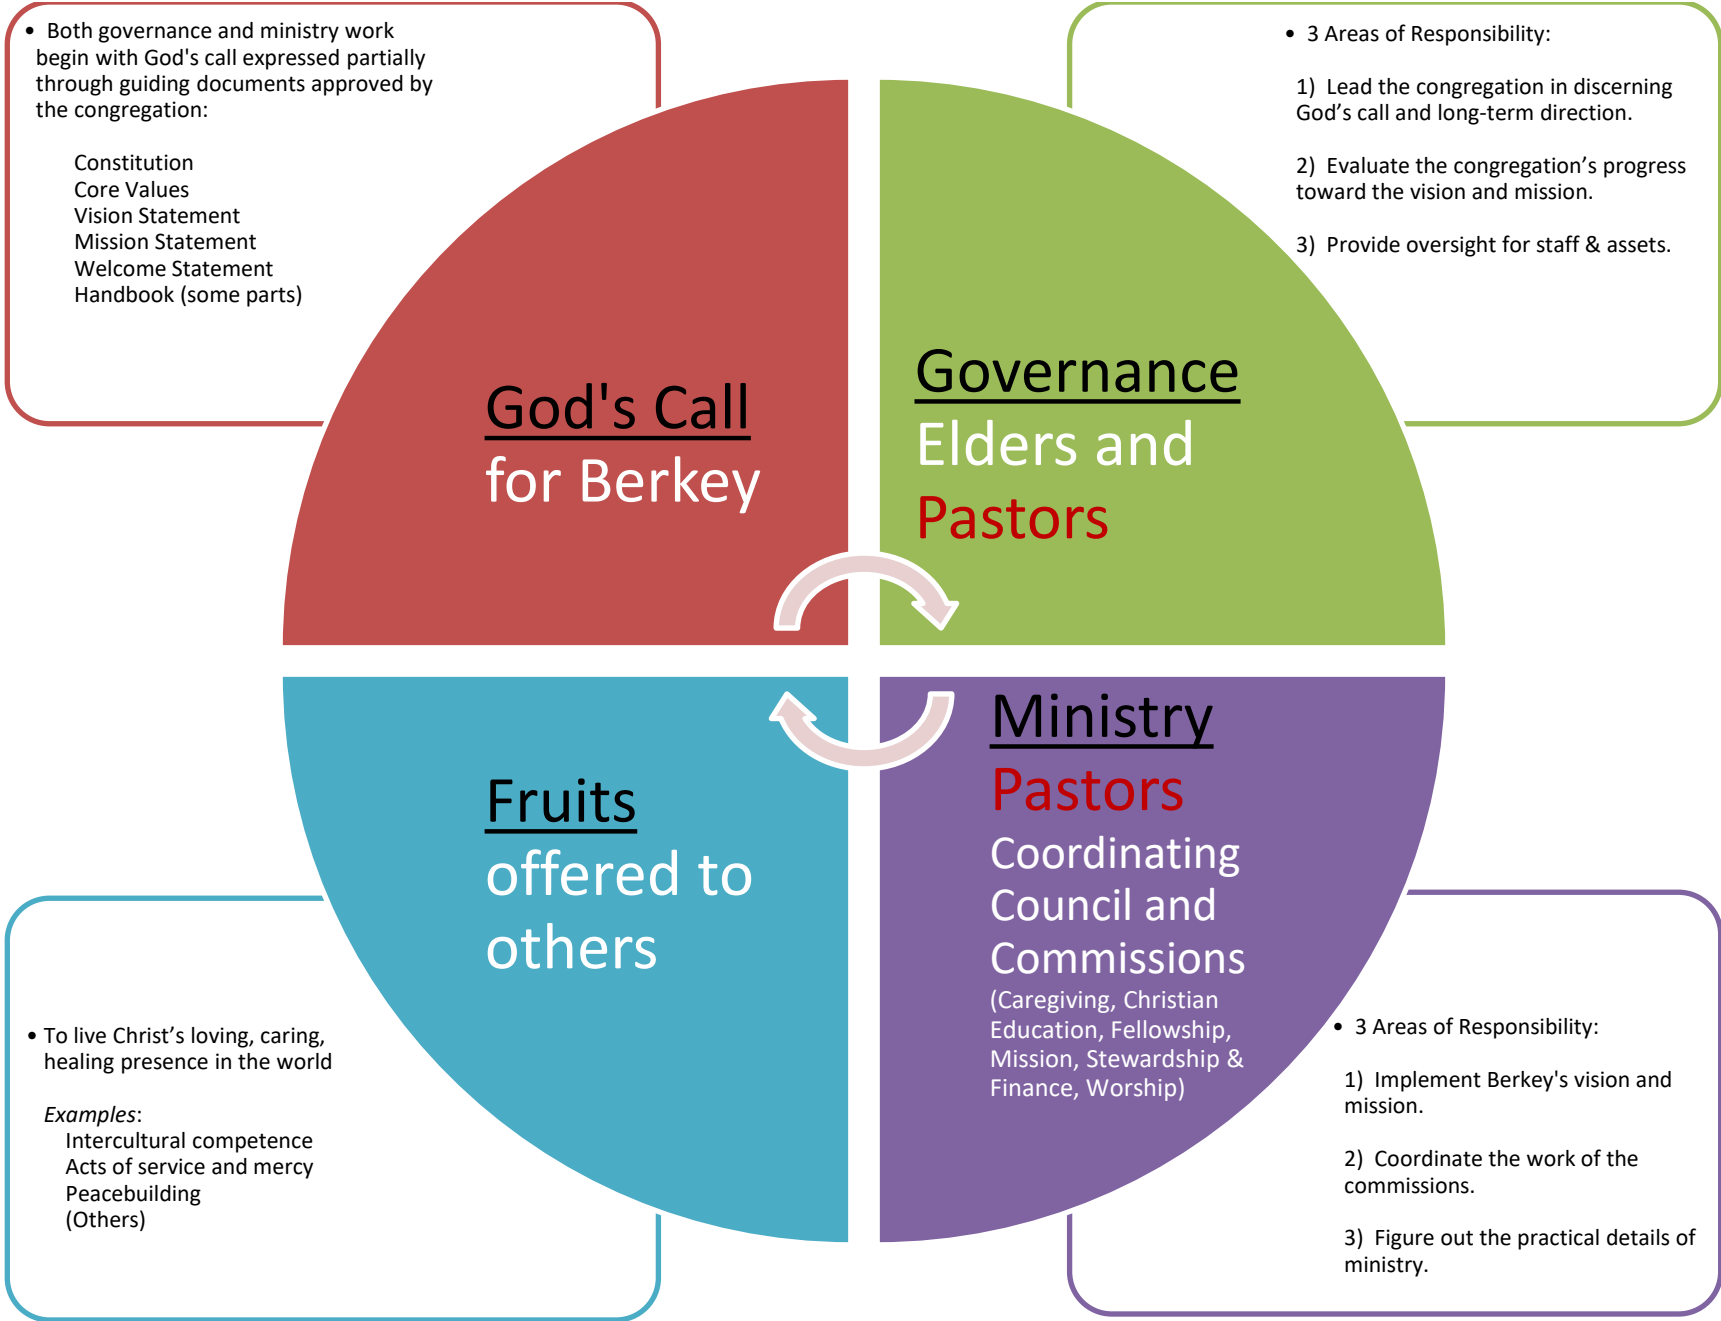 • Both governance and ministry work
begin with God's call expressed partially
through guiding documents approved by
the congregation:
Constitution
Core Values
Vision Statement
Mission Statement
Welcome Statement
Handbook (some parts)
• 3 Areas of Responsibility:
1) Lead the congregation in discerning
God’s call and long-term direction.
2) Evaluate the congregation’s progress
toward the vision and mission.
3) Provide oversight for staff & assets.
God's Call
for Berkey
Governance
Elders and
Pastors
Fruits
offered to
others
Ministry
Pastors
Coordinating
Council and
Commissions
(Caregiving, Christian
Education, Fellowship,
Mission, Stewardship &
Finance, Worship)
• To live Christ’s loving, caring,
healing presence in the world
Examples:
Intercultural competence
Acts of service and mercy
Peacebuilding
(Others)
• 3 Areas of Responsibility:
1) Implement Berkey's vision and
mission.
2) Coordinate the work of the
commissions.
3) Figure out the practical details of
ministry.